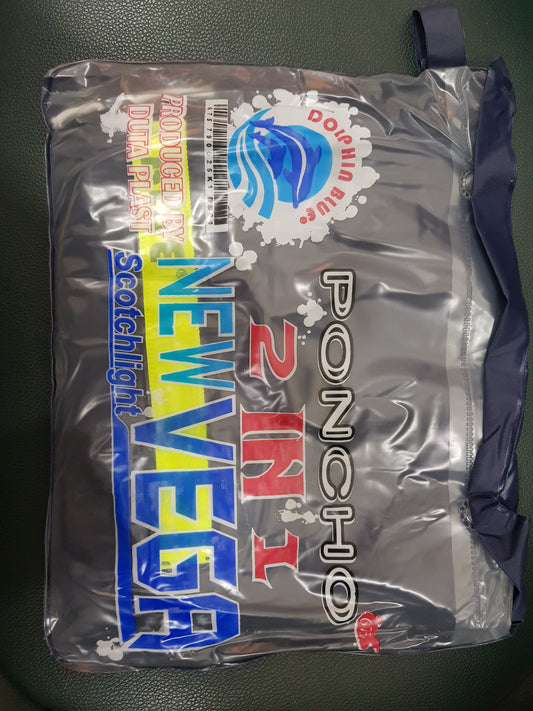 DOLPHIN BLUE®
PONCHO
2 IN 1
NEW VEGA
Scotchlight
PRODUCED BY
DUTA PLAST